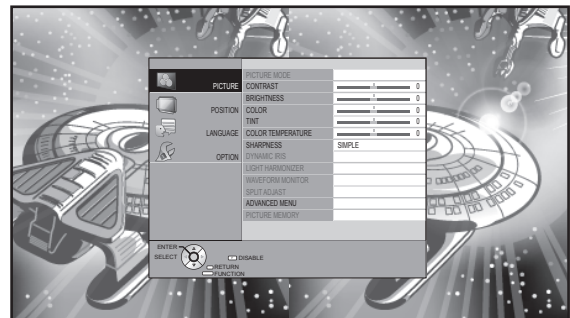 PICTURE
POSITION
LANGUAGE
OPTION
PICTURE MODE
CONTRAST 0
BRIGHTNESS 0
COLOR 0
TINT 0
COLOR TEMPERATURE 0
SHARPNESS SIMPLE
DYNAMIC IRIS
LIGHT HARMONIZER
WAVEFORM MONITOR
SPLIT ADJAST
ADVANCED MENU
PICTURE MEMORY
ENTER
SELECT
DISABLE
RETURN
FUNCTION